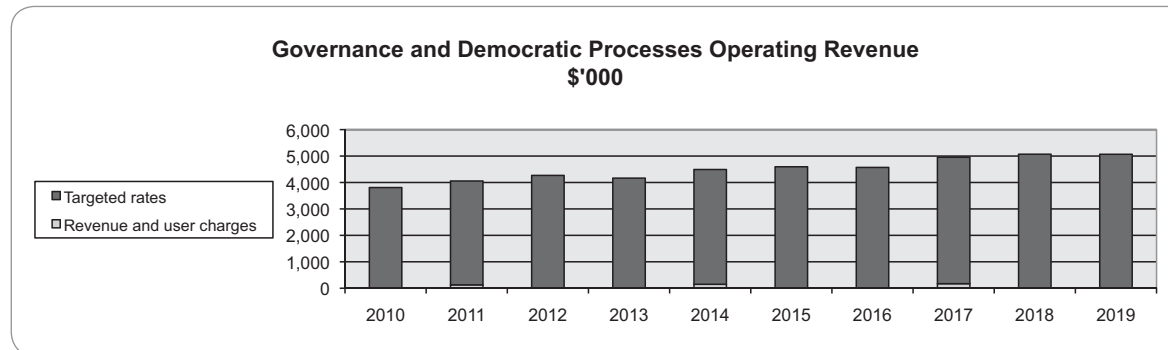 Governance and Democratic Processes Operating Revenue
$'000
6,000
5,000
4,000
3,000
2,000
1,000
0
Targeted rates
Revenue and user charges
2010 2011 2012 2013 2014 2015 2016 2017 2018 2019